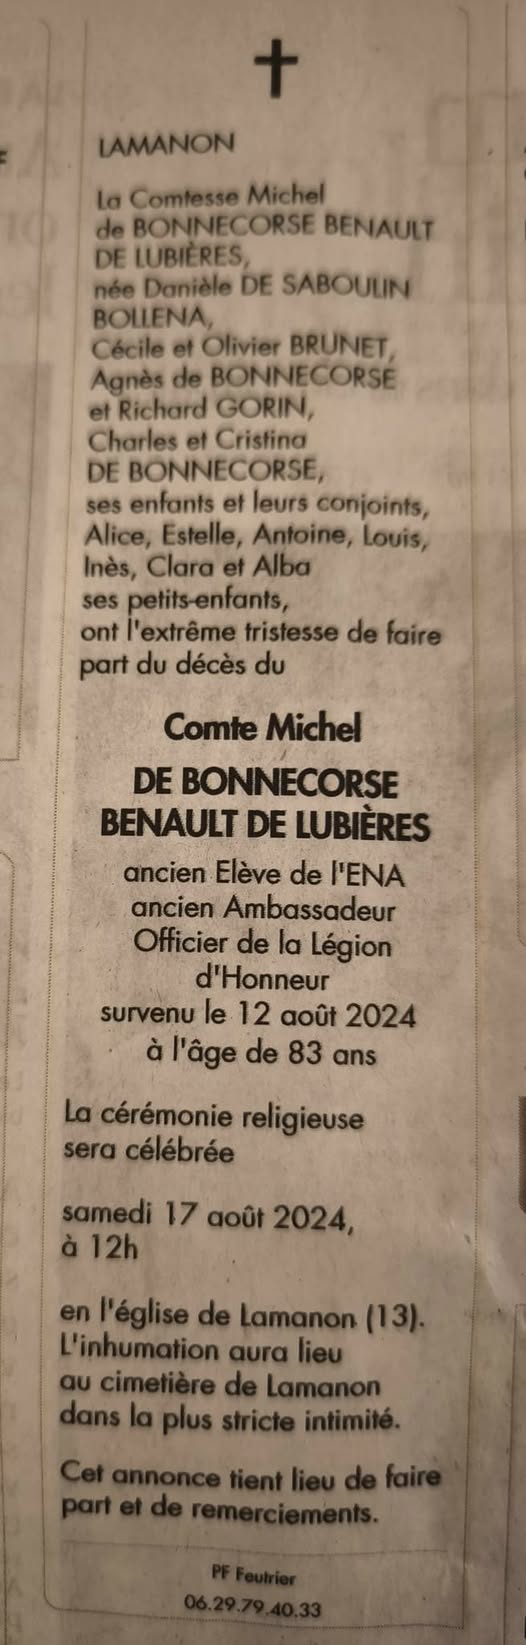 LAMANON
La Comtesse Michel
de BONNECORSE BENAULT
DE LUBIÈRES,
née Danièle DE SABOULIN
BOLLENA,
Cécile et Olivier BRUNET,
Agnès de BONNECORSE
et Richard GORIN,
Charles et Cristina
DE BONNECORSE,
ses enfants et leurs conjoints,
Alice, Estelle, Antoine, Louis,
Inès, Clara et Alba
ses petits-enfants,
ont l'extrême tristesse de faire
part du décès du
Comte Michel
DE BONNECORSE
BENAULT DE LUBIÈRES
ancien Elève de l'ENA
ancien Ambassadeur
Officier de la Légion
d'Honneur
survenu le 12 août 2024
à l'âge de 83 ans
La cérémonie religieuse
sera célébrée
samedi 17 août 2024,
à 12h
en l'église de Lamanon (13).
L'inhumation aura lieu
au cimetière de Lamanon
dans la plus stricte intimité.
Cet annonce tient lieu de faire
part et de remerciements.
PF Feutrier
06.29.79.40.33